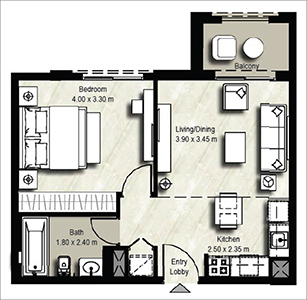 Balcony
Bedroom
4.00 x 3.30 m
Living/Dining
3.90 x 3.45 m
Bath
1.80 x 2.40 m
Kitchen
2.50 x 2.35 m
Entry
Lobby